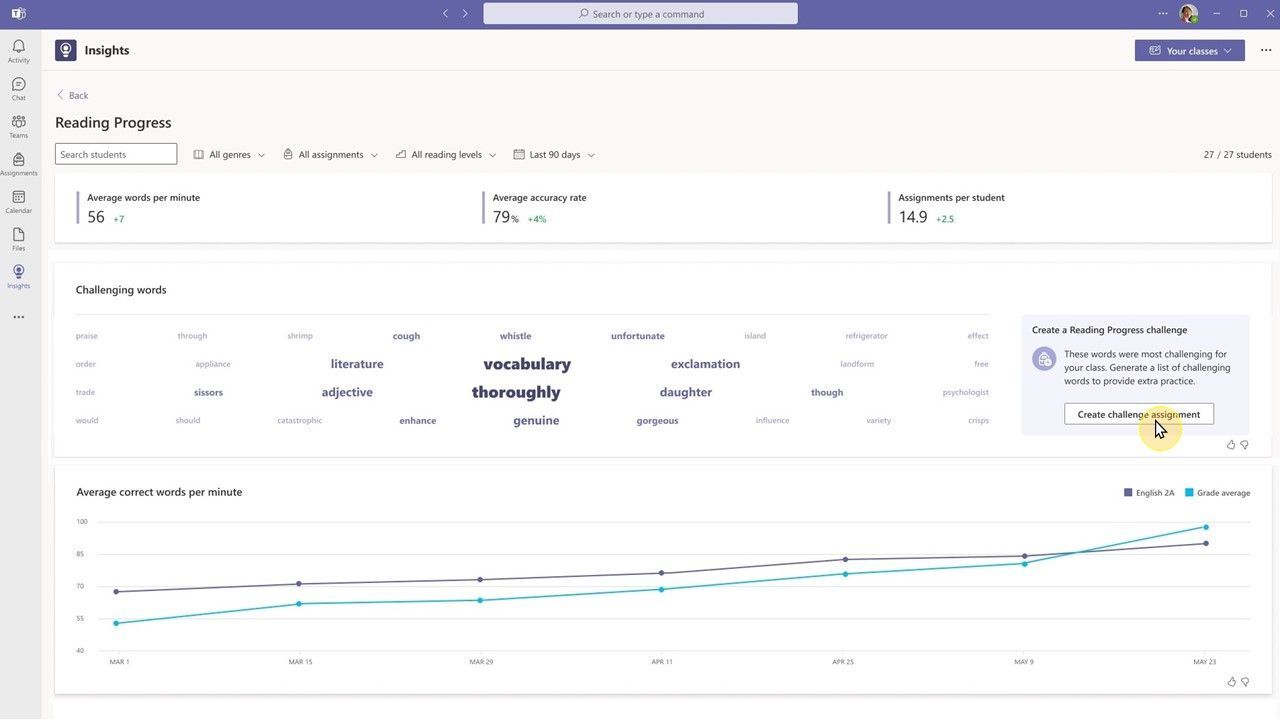 Search or type a command
Insights
Your classes
Activity
Chat
Teams
Assignments
Calendar
Files
Insights
Back
Reading Progress
Search students
All genres
All assignments
All reading levels
Last 90 days
27 / 27 students
Average words per minute
56 +7
Average accuracy rate
79% +4%
Assignments per student
14.9 +2.5
Challenging words
praise through shrimp cough whistle unfortunate island refrigerator effect
order appliance literature vocabulary exclamation landform free
trade sissors adjective thoroughly daughter though psychologist
would should catastrophic enhance genuine gorgeous influence variety crisps
Create a Reading Progress challenge
These words were most challenging for
your class. Generate a list of challenging
words to provide extra practice.
Create challenge assignment
Average correct words per minute
English 2A
Grade average
100
85
70
55
40
MAR 1 MAR 15 MAR 29 APR 11 APR 25 MAY 9 MAY 23